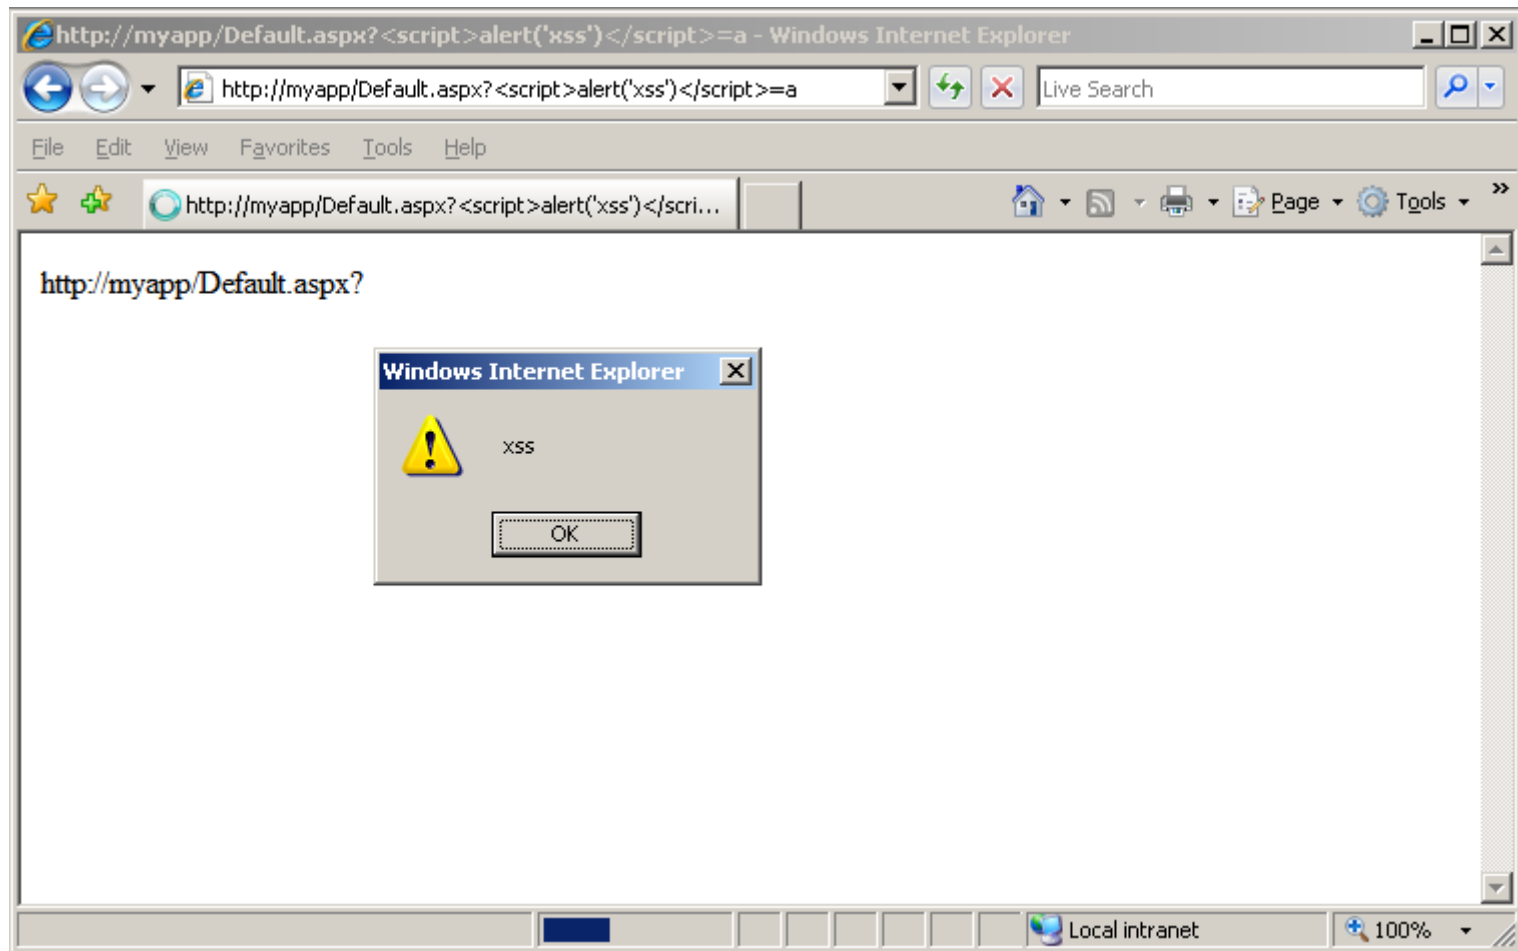 http://myapp/Default.aspx?<script>alert('xss')</script>=a - Windows Internet Explorer
http://myapp/Default.aspx?<script>alert('xss')</script>=a
Live Search
File Edit View Favorites Tools Help
http://myapp/Default.aspx?<script>alert('xss')</scri...
Page
Tools
»
http://myapp/Default.aspx?
Windows Internet Explorer
xss
OK
Local intranet
100%